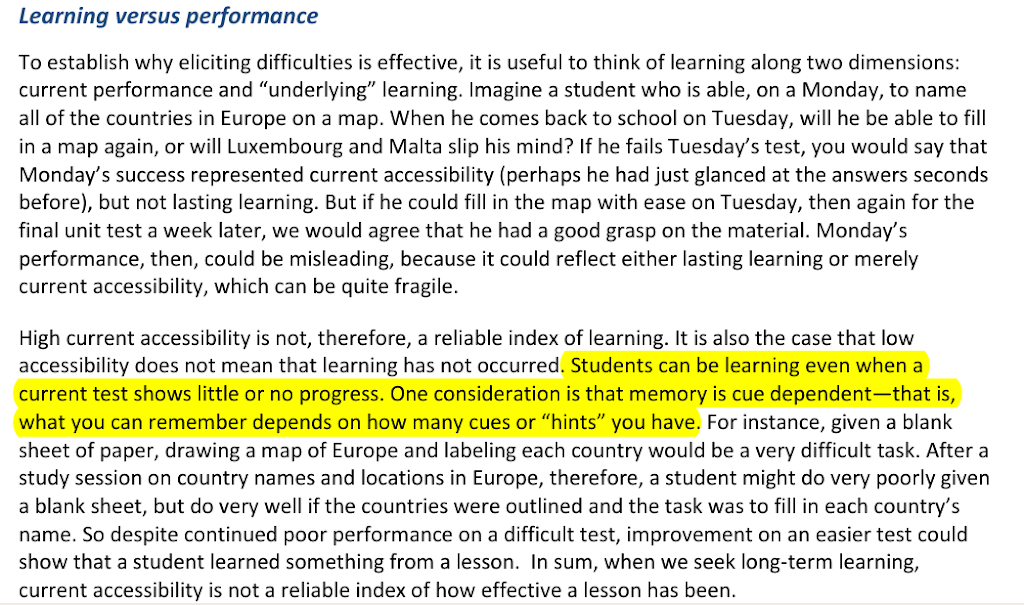 Learning versus performance
To establish why eliciting difficulties is effective, it is useful to think of learning along two dimensions:
current performance and “underlying” learning. Imagine a student who is able, on a Monday, to name
all of the countries in Europe on a map. When he comes back to school on Tuesday, will he be able to fill
in a map again, or will Luxembourg and Malta slip his mind? If he fails Tuesday’s test, you would say that
Monday’s success represented current accessibility (perhaps he had just glanced at the answers seconds
before), but not lasting learning. But if he could fill in the map with ease on Tuesday, then again for the
final unit test a week later, we would agree that he had a good grasp on the material. Monday’s
performance, then, could be misleading, because it could reflect either lasting learning or merely
current accessibility, which can be quite fragile.
High current accessibility is not, therefore, a reliable index of learning. It is also the case that low
accessibility does not mean that learning has not occurred. Students can be learning even when a
current test shows little or no progress. One consideration is that memory is cue dependent—that is,
what you can remember depends on how many cues or “hints” you have. For instance, given a blank
sheet of paper, drawing a map of Europe and labeling each country would be a very difficult task. After a
study session on country names and locations in Europe, therefore, a student might do very poorly given
a blank sheet, but do very well if the countries were outlined and the task was to fill in each country’s
name. So despite continued poor performance on a difficult test, improvement on an easier test could
show that a student learned something from a lesson.  In sum, when we seek long-term learning,
current accessibility is not a reliable index of how effective a lesson has been.